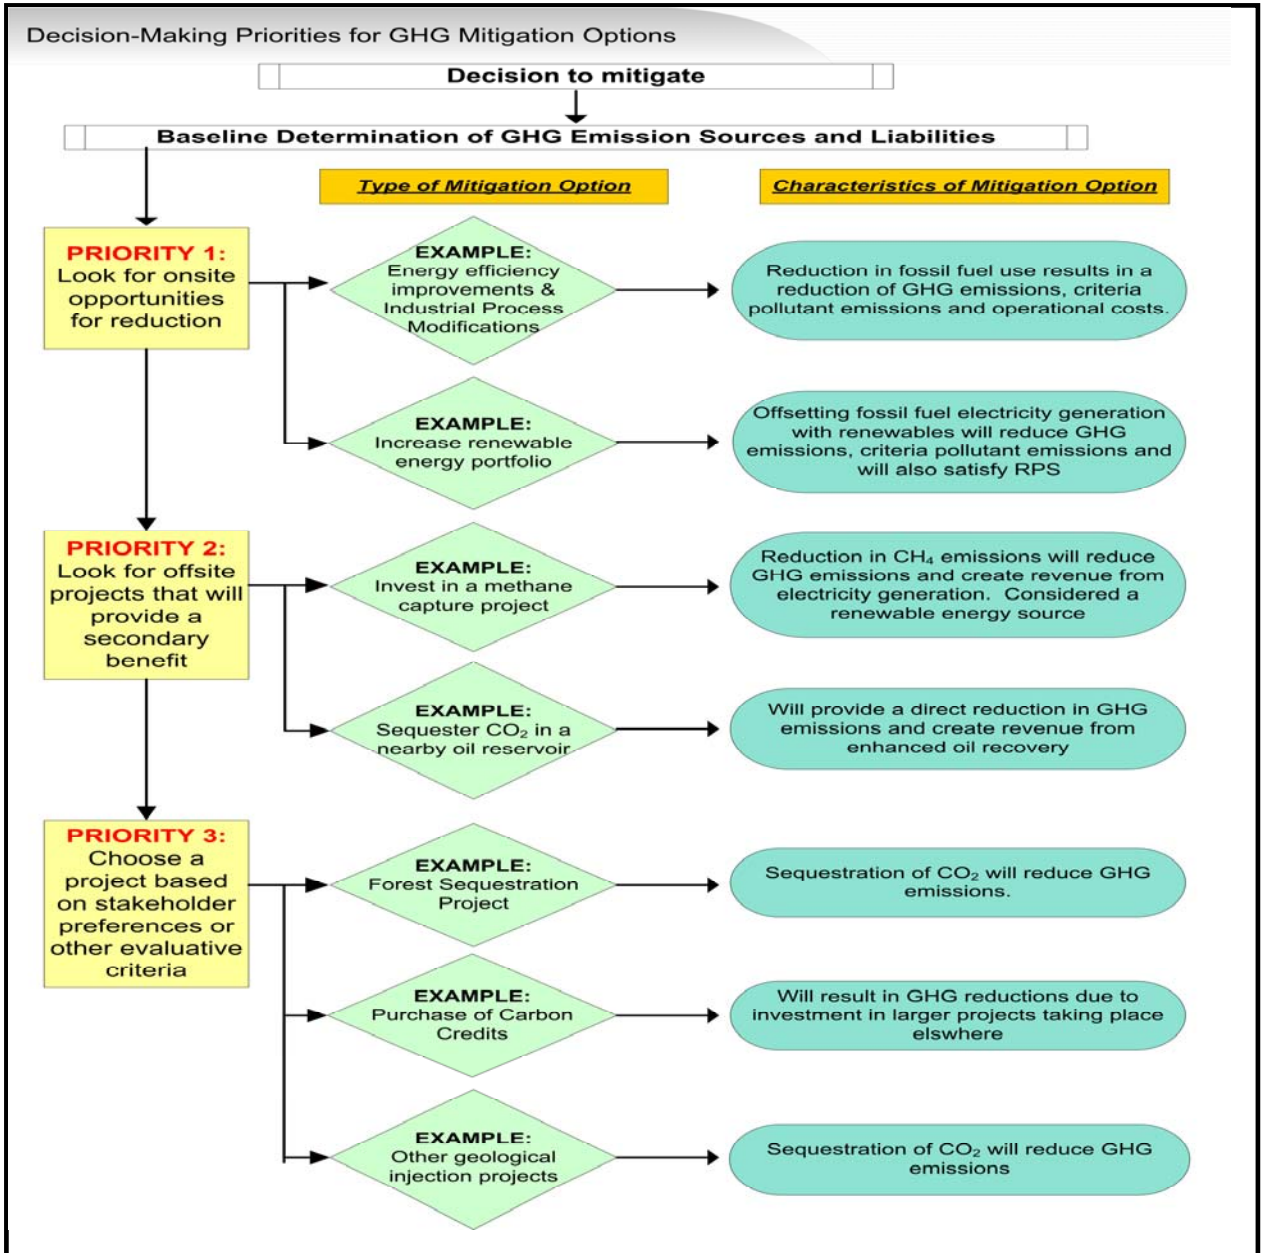 Decision-Making Priorities for GHG Mitigation Options
Decision to mitigate
Baseline Determination of GHG Emission Sources and Liabilities
Type of Mitigation Option
Characteristics of Mitigation Option
PRIORITY 1:
Look for onsite
opportunities
for reduction
EXAMPLE:
Energy efficiency
improvements &
Industrial Process
Modifications
Reduction in fossil fuel use results in a
reduction of GHG emissions, criteria
pollutant emissions and operational costs.
EXAMPLE:
Increase renewable
energy portfolio
Offsetting fossil fuel electricity generation
with renewables will reduce GHG
emissions, criteria pollutant emissions and
will also satisfy RPS
PRIORITY 2:
Look for offsite
projects that will
provide a
secondary
benefit
EXAMPLE:
Invest in a methane
capture project
Reduction in CH₄ emissions will reduce
GHG emissions and create revenue from
electricity generation. Considered a
renewable energy source
EXAMPLE:
Sequester CO₂ in a
nearby oil reservoir
Will provide a direct reduction in GHG
emissions and create revenue from
enhanced oil recovery
PRIORITY 3:
Choose a
project based
on stakeholder
preferences or
other evaluative
criteria
EXAMPLE:
Forest Sequestration
Project
Sequestration of CO₂ will reduce GHG
emissions.
EXAMPLE:
Purchase of Carbon
Credits
Will result in GHG reductions due to
investment in larger projects taking place
elswhere
EXAMPLE:
Other geological
injection projects
Sequestration of CO₂ will reduce GHG
emissions